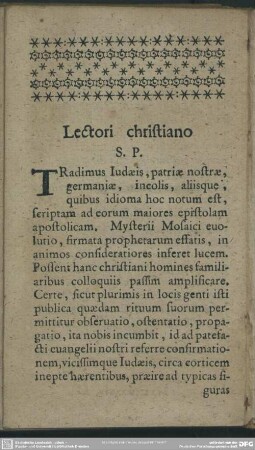 Lectori christiano
S. P.
TRadimus Iudæis, patriæ nostræ,
germaniæ, incolis, aliisque,
quibus idioma hoc notum est,
scriptam ad eorum maiores epistolam
apostolicam. Mysterii Mosaici euo-
lutio, firmata prophetarum effatis, in
animos consideratiores inferet lucem.
Possent hanc christiani homines famili-
aribus colloquiis passim amplificare.
Certe, sicut plurimis in locis genti isti
publica quædam rituum suorum per-
mittitur obseruatio, ostentatio, propa-
gatio, ita nobis incumbit, id ad patefa-
cti euangelii nostri referre confirmatio-
nem, vicissimque Iudæis, circa corticem
inepte hærentibus, præire ad typicas fi-
guras